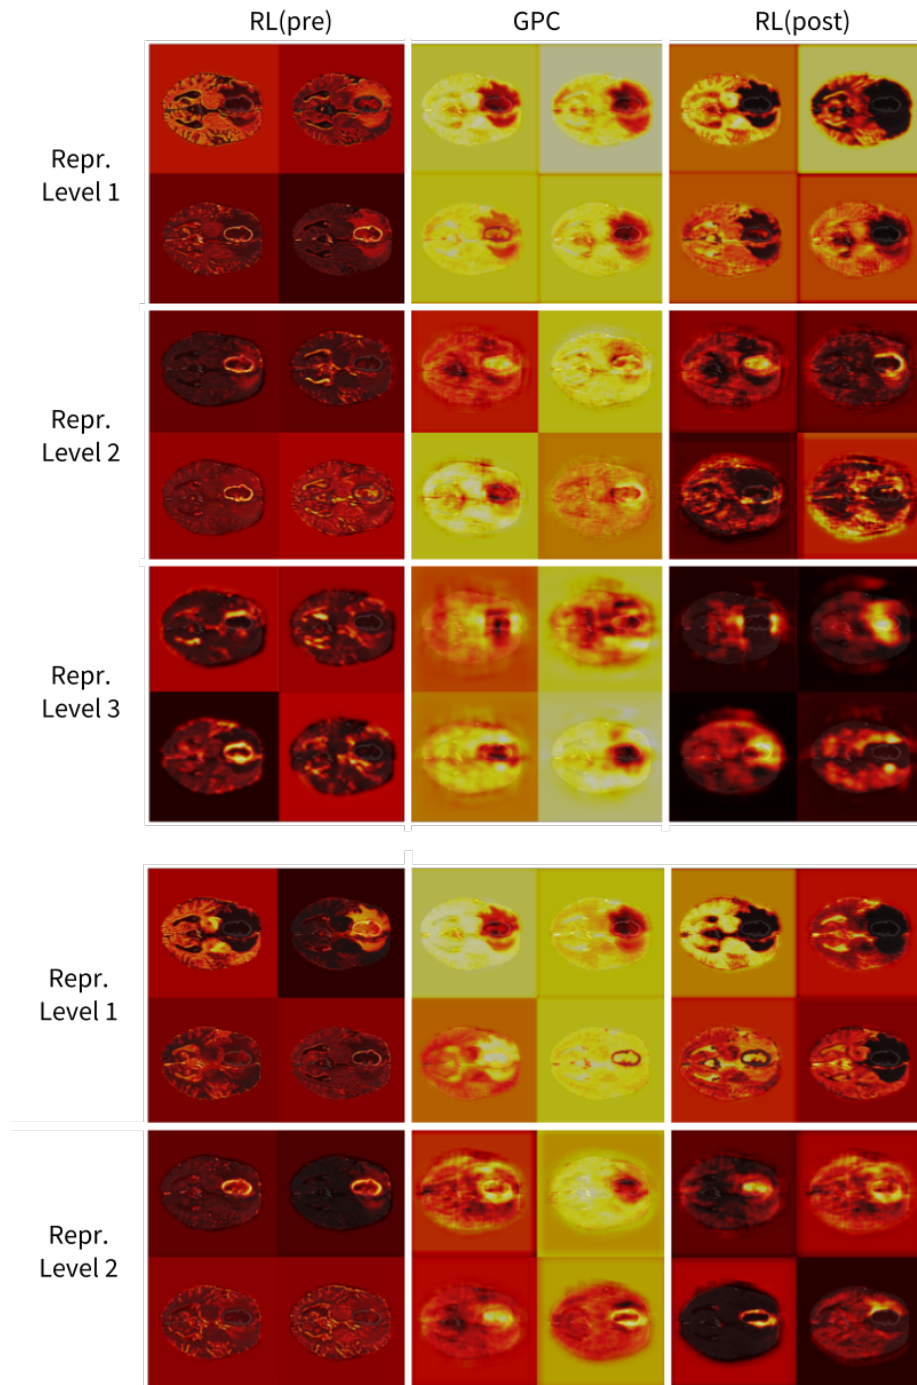 RL(pre) GPC RL(post)
Repr.
Level 1
Repr.
Level 2
Repr.
Level 3
Repr.
Level 1
Repr.
Level 2